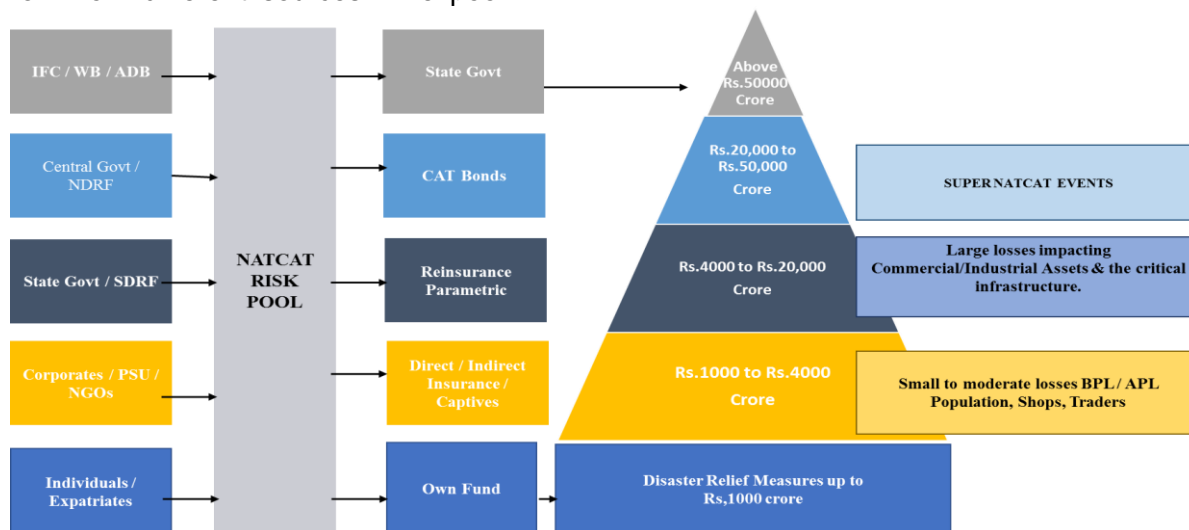 IFC / WB / ADB
Central Govt /
NDRF
State Govt / SDRF
Corporates / PSU /
NGOs
Individuals /
Expatriates
NATCAT
RISK
POOL
State Govt
CAT Bonds
Reinsurance
Parametric
Direct / Indirect
Insurance /
Captives
Own Fund
Above
Rs.50000
Crore
Rs.20,000 to
Rs.50,000
Crore
Rs.4000 to Rs.20,000
Crore
Rs.1000 to Rs.4000
Crore
Disaster Relief Measures up to
Rs,1000 crore
SUPER NATCAT EVENTS
Large losses impacting
Commercial/Industrial Assets & the critical
infrastructure.
Small to moderate losses BPL / APL
Population, Shops, Traders